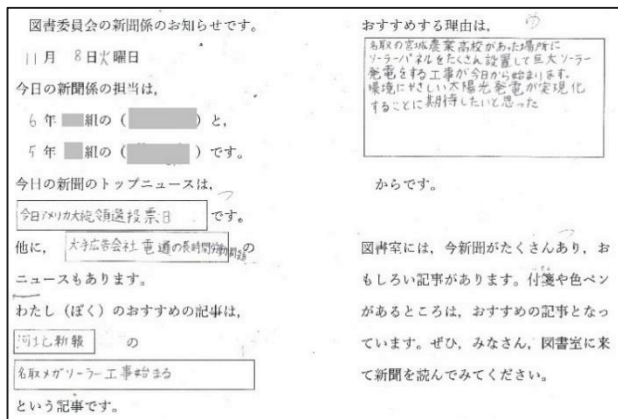 図書委員会の新聞係のお知らせです。
11月 8日火曜日
今日の新聞係の担当は,
6年 組の( )と,
5年 組の( )です。
今日の新聞のトップニュースは,
今日アメリカ大統領選投票日 です。
他に, 大手広告会社電通の長時間労働問題の
ニュースもあります。
わたし(ぼく)のおすすめの記事は,
河北新報 の
名取メガソーラー工事始まる
という記事です。
おすすめする理由は,
名取の宮城農業高校があった場所に
ソーラーパネルをたくさん設置して巨大ソーラー
発電をする工事が今日から始まります。
環境にやさしい太陽光発電が実現化
することに期待したいと思った
からです。
図書室には,今新聞がたくさんあり,お
もしろい記事があります。付箋や色ペン
があるところは,おすすめの記事となっ
ています。ぜひ,みなさん,図書室に来
て新聞を読んでみてください。